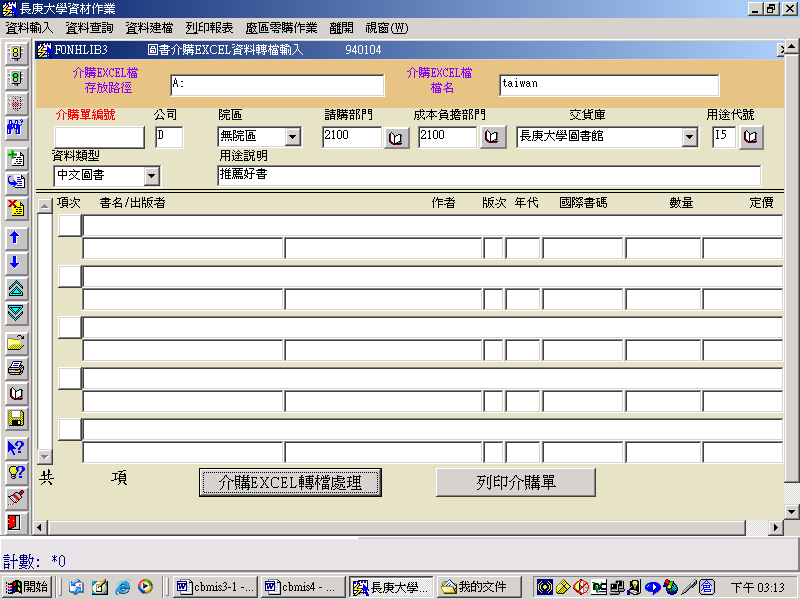 長庚大學資材作業
資料輸入 資料查詢 資料建檔 列印報表 廠區零購作業 離開 視窗(W)
FONHLIB3 圖書介購EXCEL資料轉檔輸入 940104
介購EXCEL檔 存放路徑 A: 介購EXCEL檔 檔名 taiwan
介購單編號 公司 院區 請購部門 成本負擔部門 交貨庫 用途代號
D 無院區 2100 2100 長庚大學圖書館 I5
資料類型 用途說明
中文圖書 推薦好書
項次 書名/出版者 作者 版次 年代 國際書碼 數量 定價
共 項 介購EXCEL轉檔處理 列印介購單
計數: *0
開始 cbmis3-1 -... cbmis4 - ... 長庚大學... 我的文件 下午 03:13